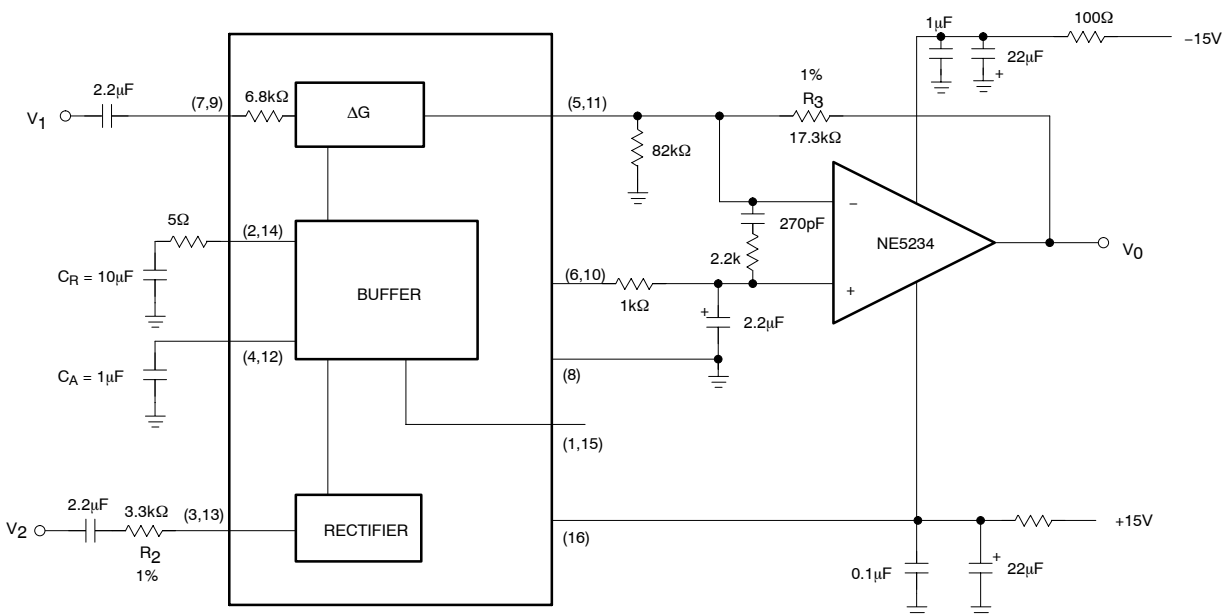 1μF
100Ω
−15V
22μF
+
2.2μF
V1
(7,9)
6.8kΩ
ΔG
(5,11)
1%
R3
17.3kΩ
82kΩ
5Ω
(2,14)
CR = 10μF
BUFFER
270pF
2.2k
−
NE5234
+
V0
(6,10)
1kΩ
+
2.2μF
(4,12)
CA = 1μF
(8)
(1,15)
2.2μF
3.3kΩ
V2
(3,13)
R2
1%
RECTIFIER
(16)
+15V
0.1μF
+
22μF